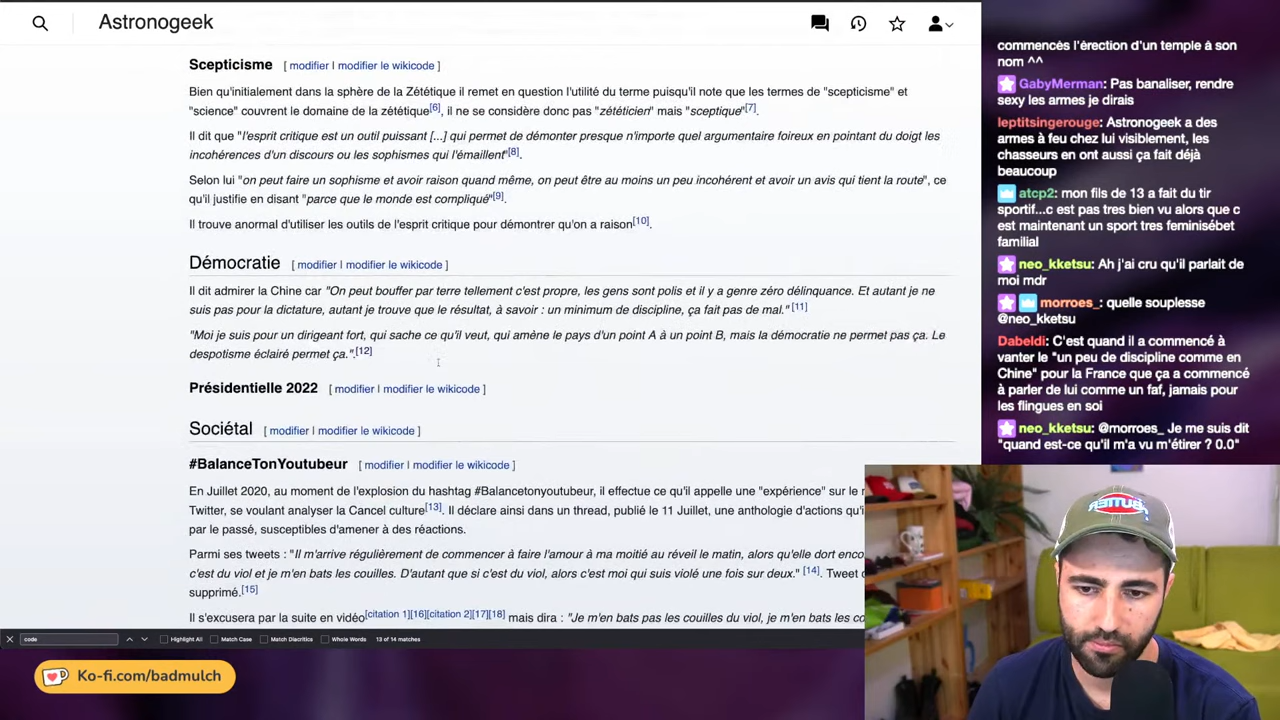 Astronogeek
Scepticisme [ modifier | modifier le wikicode ]
Bien qu'initialement dans la sphère de la Zététique il remet en question l'utilité du terme puisqu'il note que les termes de "scepticisme" et
"science" couvrent le domaine de la zététique[6], il ne se considère donc pas "zététicien" mais "sceptique"[7].
Il dit que "l'esprit critique est un outil puissant [...] qui permet de démonter presque n'importe quel argumentaire foireux en pointant du doigt les
incohérences d'un discours ou les sophismes qui l'émaillent"[8].
Selon lui "on peut faire un sophisme et avoir raison quand même, on peut être au moins un peu incohérent et avoir un avis qui tient la route", ce
qu'il justifie en disant "parce que le monde est compliqué"[9].
Il trouve anormal d'utiliser les outils de l'esprit critique pour démontrer qu'on a raison[10].
Démocratie [ modifier | modifier le wikicode ]
Il dit admirer la Chine car "On peut bouffer par terre tellement c'est propre, les gens sont polis et il y a genre zéro délinquance. Et autant je ne
suis pas pour la dictature, autant je trouve que le résultat, à savoir : un minimum de discipline, ça fait pas de mal." [11]
"Moi je suis pour un dirigeant fort, qui sache ce qu'il veut, qui amène le pays d'un point A à un point B, mais la démocratie ne permet pas ça. Le
despotisme éclairé permet ça.".[12]
Présidentielle 2022 [ modifier | modifier le wikicode ]
Sociétal [ modifier | modifier le wikicode ]
#BalanceTonYoutubeur [ modifier | modifier le wikicode ]
En Juillet 2020, au moment de l'explosion du hashtag #Balancetonyoutubeur, il effectue ce qu'il appelle une "expérience" sur le
Twitter, se voulant analyser la Cancel culture[13]. Il déclare ainsi dans un thread, publié le 11 Juillet, une anthologie d'actions qu'i
par le passé, susceptibles d'amener à des réactions.
Parmi ses tweets : "Il m'arrive régulièrement de commencer à faire l'amour à ma moitié au réveil le matin, alors qu'elle dort enco
c'est du viol et je m'en bats les couilles. D'autant que si c'est du viol, alors c'est moi qui suis violé une fois sur deux." [14]. Tweet
supprimé.[15]
Il s'excusera par la suite en vidéo[citation 1][16][citation 2][17][18] mais dira : "Je m'en bats pas les couilles du viol, je m'en bats les co
code Highlight All Match Case Match Diacritics Whole Words 13 of 14 matches
Ko-fi.com/badmulch
commencès l'èrection d'un temple à son
nom ^^
GabyMerman: Pas banaliser, rendre
sexy les armes je dirais
leptitsingerouge: Astronogeek a des
armes à feu chez lui visiblement, les
chasseurs en ont aussi ça fait déjà
beaucoup
atcp2: mon fils de 13 a fait du tir
sportif...c est pas tres bien vu alors que c
est maintenant un sport tres feminisébet
familial
neo_kketsu: Ah j'ai cru qu'il parlait de
moi mdr
morroes_: quelle souplesse
@neo_kketsu
Dabeldi: C'est quand il a commencé à
vanter le "un peu de discipline comme en
Chine" pour la France que ça a commencé
à parler de lui comme un faf, jamais pour
les flingues en soi
neo_kketsu: @morroes_ Je me suis dit
"quand est-ce qu'il m'a vu m'étirer ? 0.0"